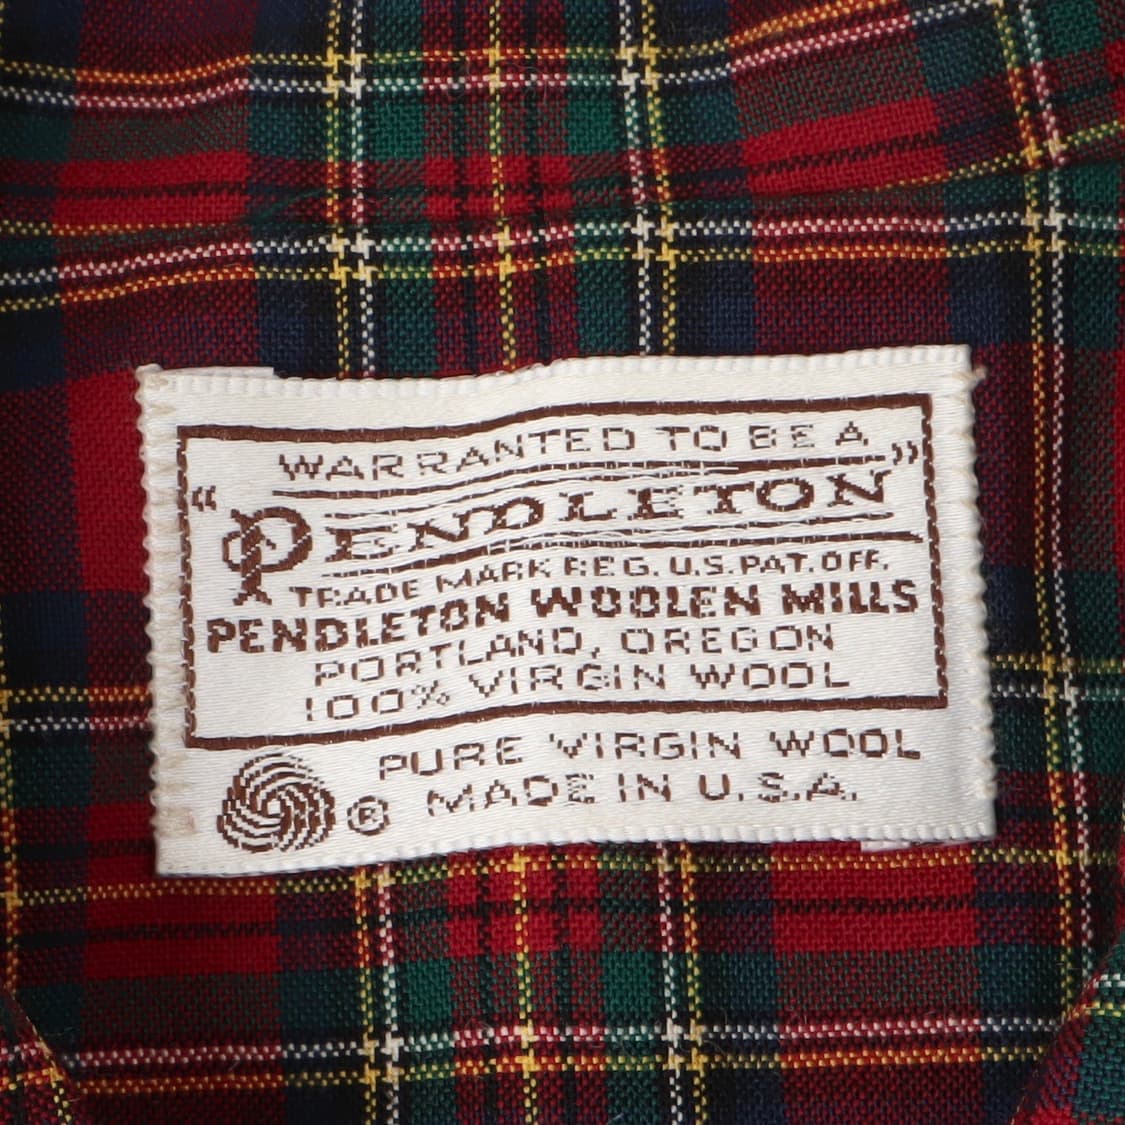 WARRANTED TO BE A
"PENDLETON"
TRADE MARK REG. U.S. PAT. OFF.
PENDLETON WOOLEN MILLS
PORTLAND, OREGON
100% VIRGIN WOOL
PURE VIRGIN WOOL
® MADE IN U.S.A.